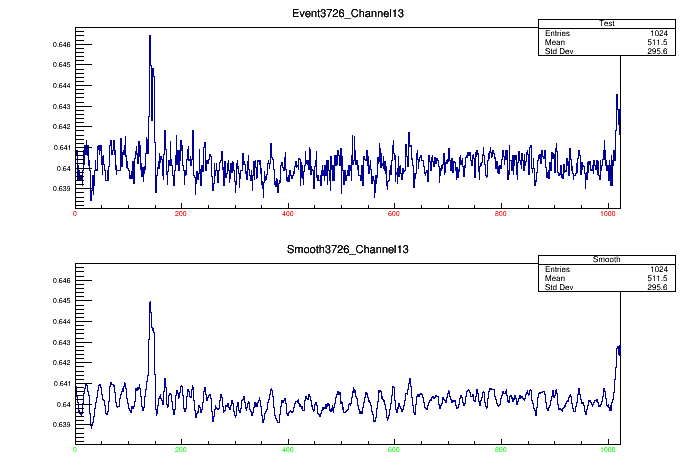 Event3726_Channel13
Test
Entries 1024
Mean 511.5
Std Dev 295.6
0.646
0.645
0.644
0.643
0.642
0.641
0.64
0.639
0 200 400 600 800 1000
Smooth3726_Channel13
Smooth
Entries 1024
Mean 511.5
Std Dev 295.6
0.646
0.645
0.644
0.643
0.642
0.641
0.64
0.639
0 200 400 600 800 1000